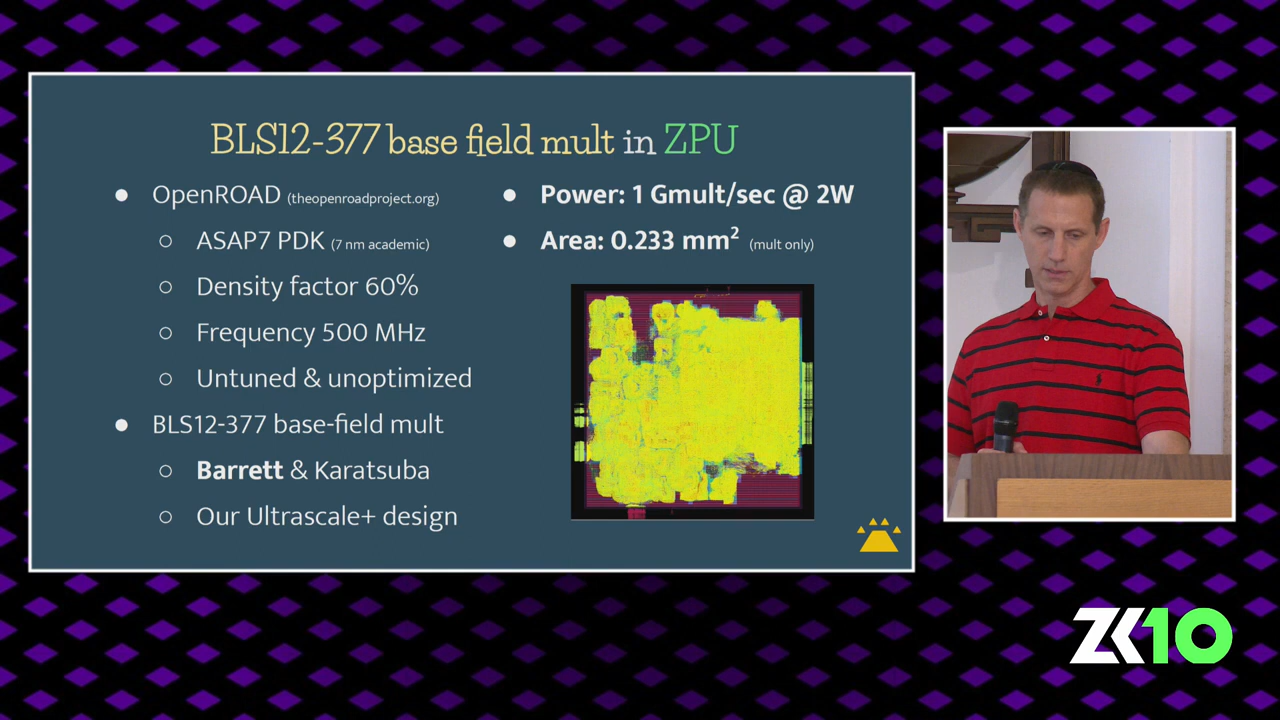 BLS12-377 base field mult in ZPU
● OpenROAD (theopenroadproject.org)
○ ASAP7 PDK (7 nm academic)
○ Density factor 60%
○ Frequency 500 MHz
○ Untuned & unoptimized
● BLS12-377 base-field mult
○ Barrett & Karatsuba
○ Our Ultrascale+ design
● Power: 1 Gmult/sec @ 2W
● Area: 0.233 mm² (mult only)
ZK10